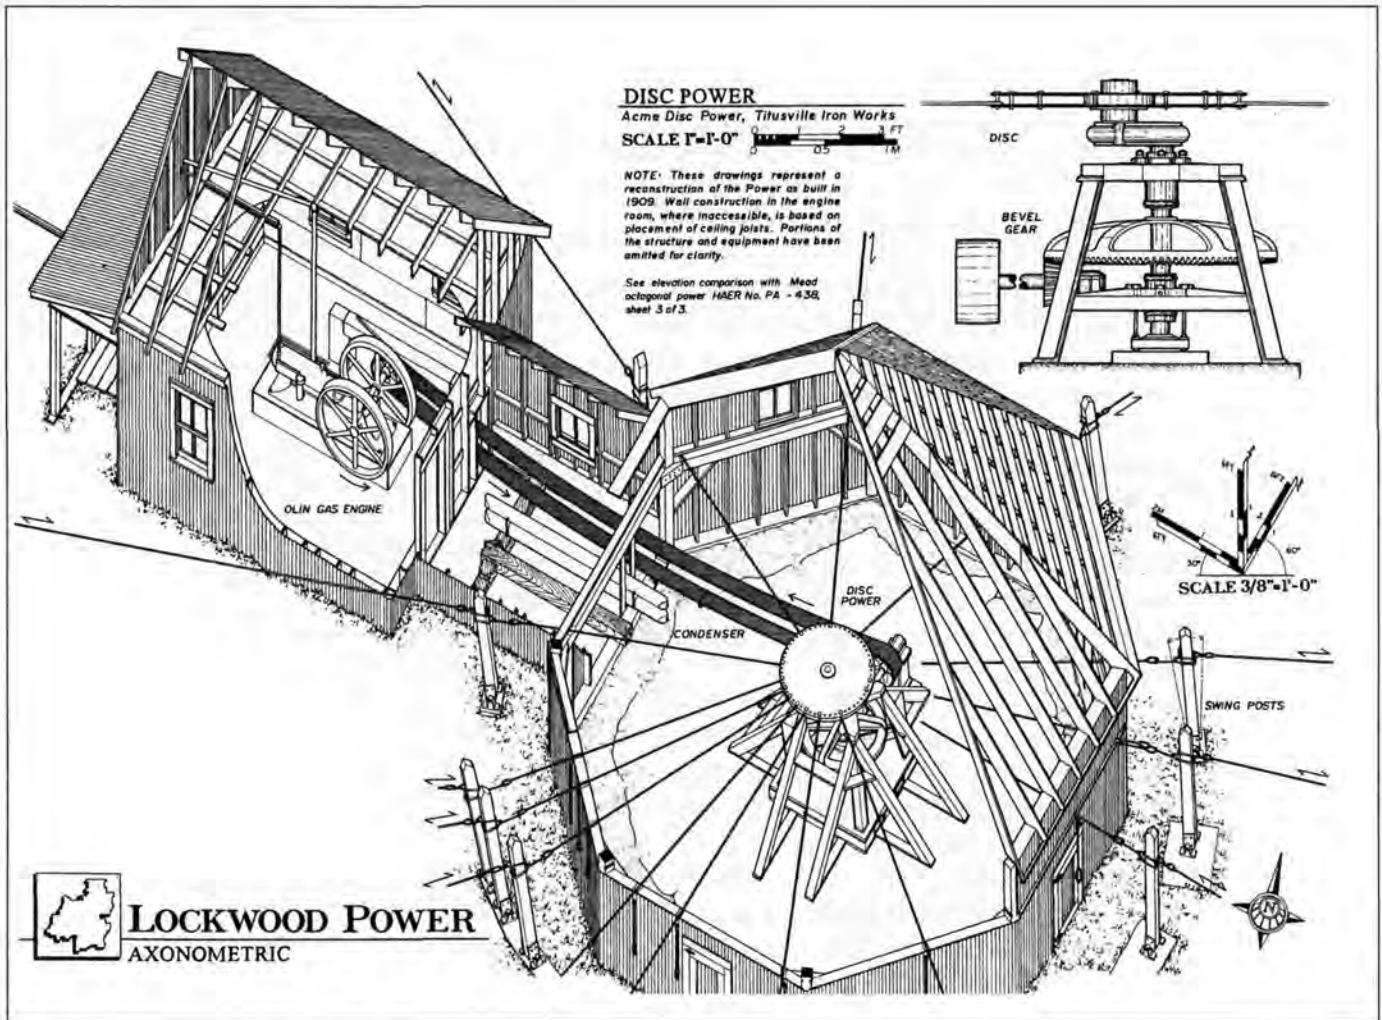 DISC POWER
Acme Disc Power, Titusville Iron Works
SCALE 1"=1'-0"
0 1 2 3 FT
0 0.5 1M
NOTE: These drawings represent a
reconstruction of the Power as built in
1909. Wall construction in the engine
room, where inaccessible, is based on
placement of ceiling joists. Portions of
the structure and equipment have been
omitted for clarity.
See elevation comparison with Mead
octagonal power HAER No. PA - 438,
sheet 3 of 3.
DISC
BEVEL
GEAR
OLIN GAS ENGINE
CONDENSER
DISC
POWER
30°
60°
SCALE 3/8"=1'-0"
SWING POSTS
N
LOCKWOOD POWER
AXONOMETRIC